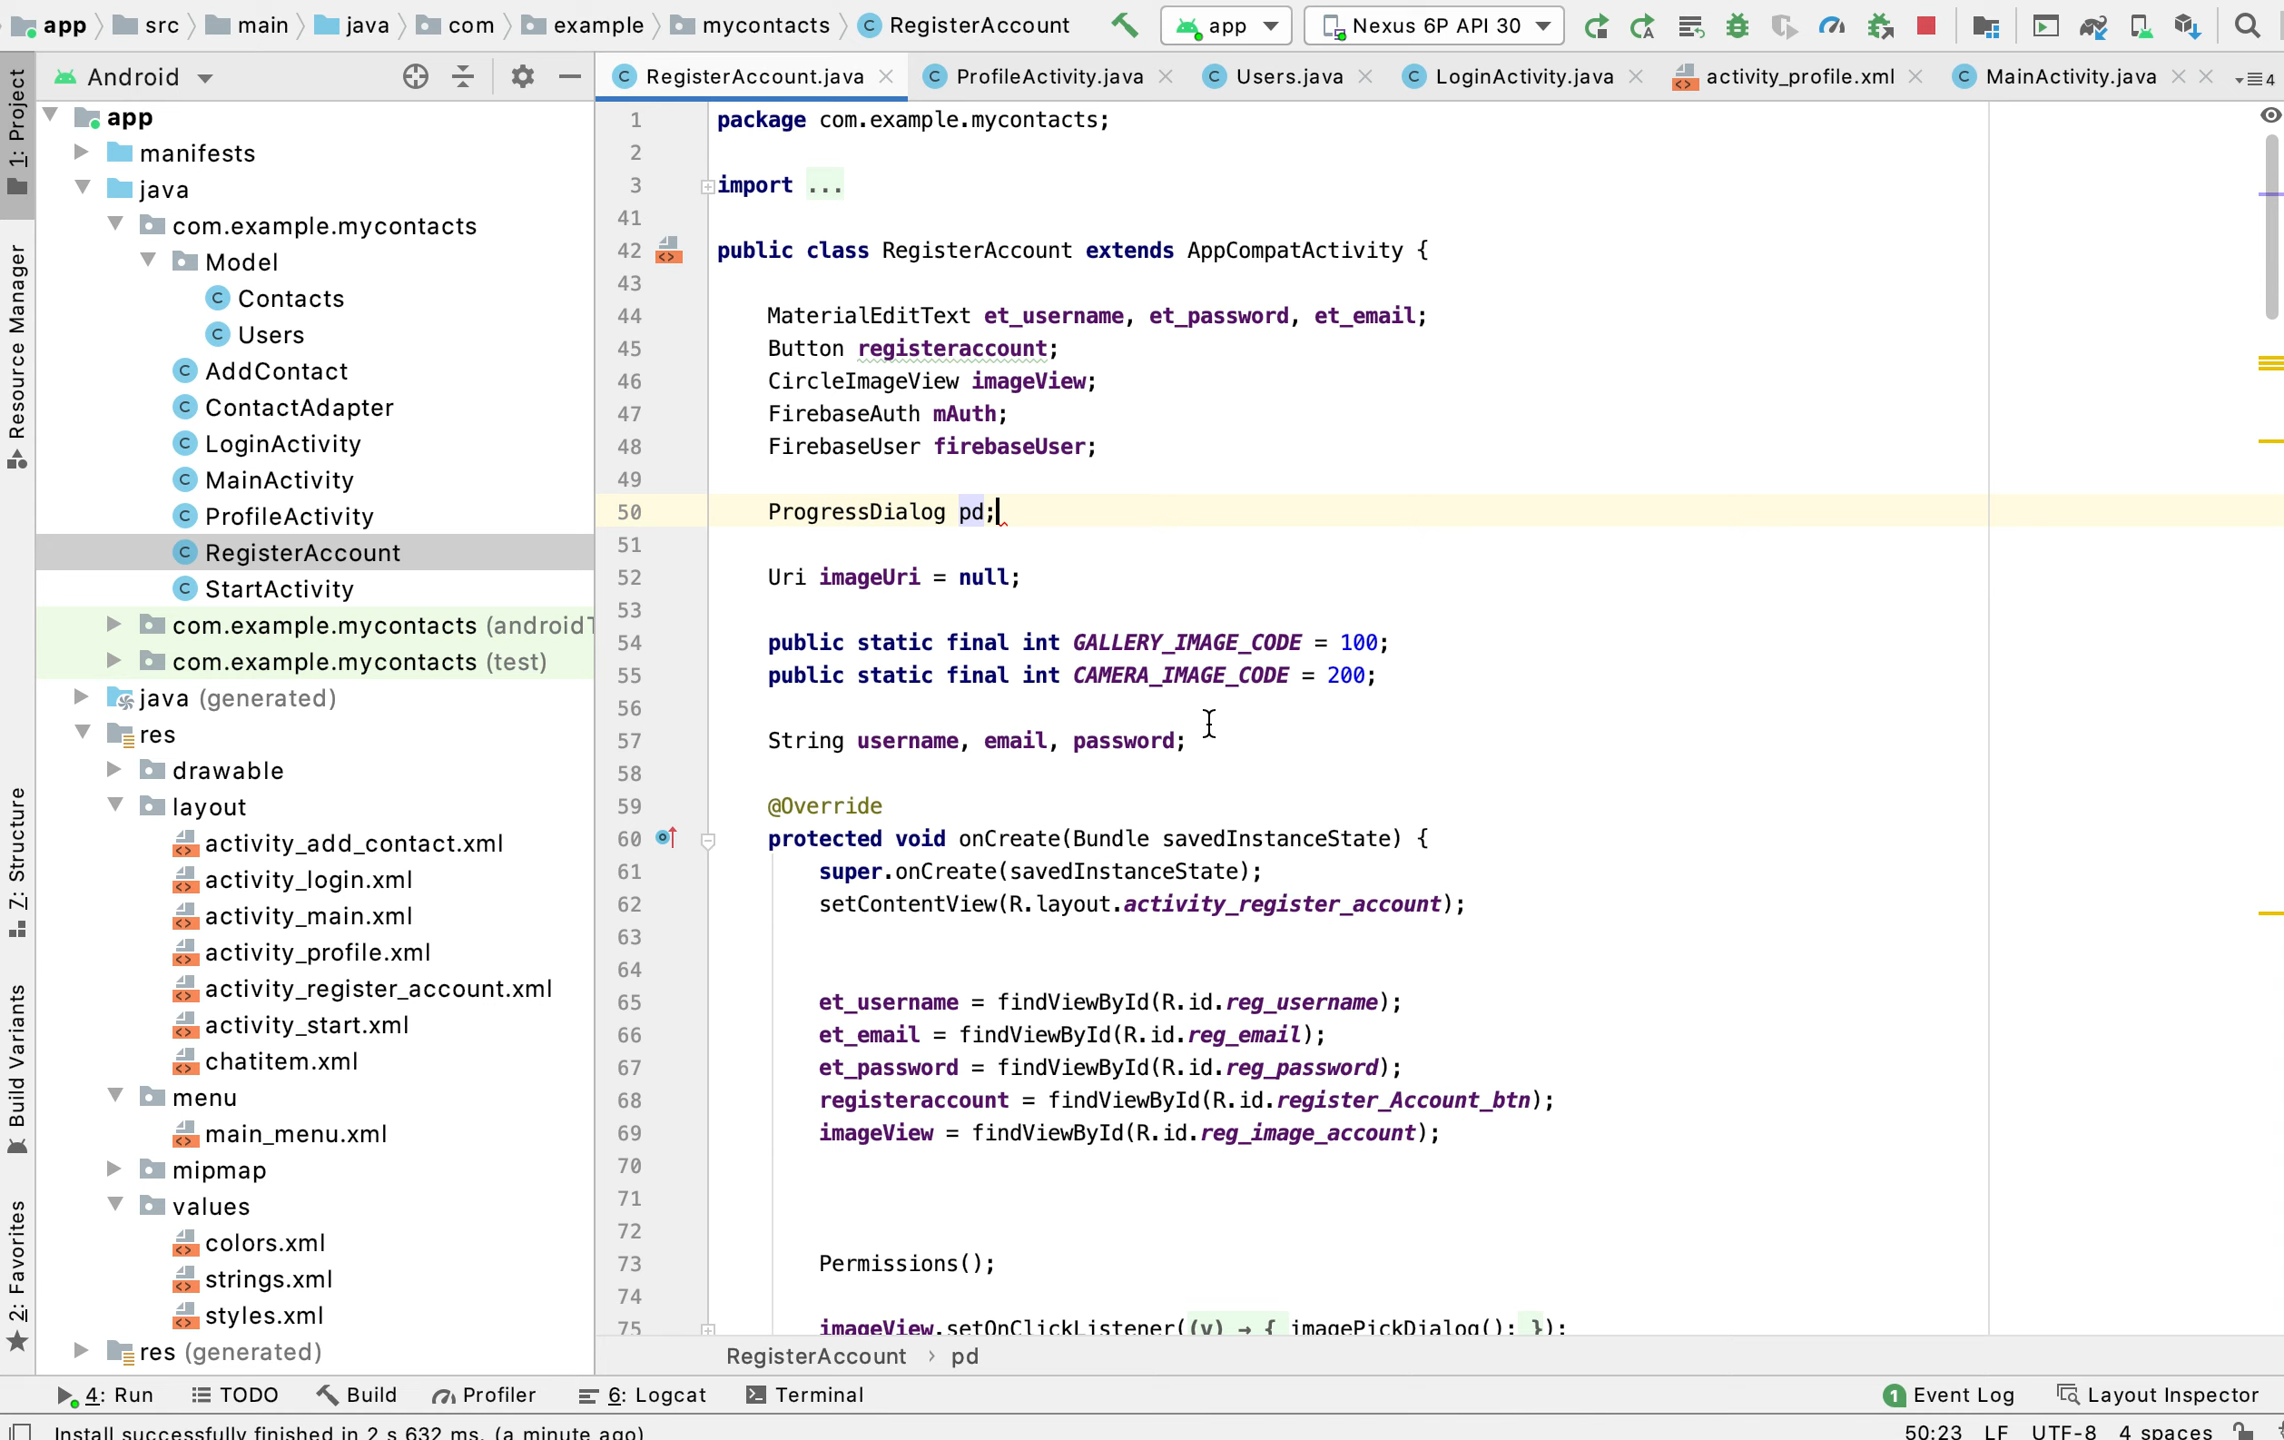 app src main java com example mycontacts RegisterAccount app Nexus 6P API 30
Android
RegisterAccount.java ProfileActivity.java Users.java LoginActivity.java activity_profile.xml MainActivity.java 4
1: Project
Resource Manager
7: Structure
Build Variants
2: Favorites
app
manifests
java
com.example.mycontacts
Model
Contacts
Users
AddContact
ContactAdapter
LoginActivity
MainActivity
ProfileActivity
RegisterAccount
StartActivity
com.example.mycontacts (androidT
com.example.mycontacts (test)
java (generated)
res
drawable
layout
activity_add_contact.xml
activity_login.xml
activity_main.xml
activity_profile.xml
activity_register_account.xml
activity_start.xml
chatitem.xml
menu
main_menu.xml
mipmap
values
colors.xml
strings.xml
styles.xml
res (generated)
1 package com.example.mycontacts;
2
3 import ...
41
42 public class RegisterAccount extends AppCompatActivity {
43
44 MaterialEditText et_username, et_password, et_email;
45 Button registeraccount;
46 CircleImageView imageView;
47 FirebaseAuth mAuth;
48 FirebaseUser firebaseUser;
49
50 ProgressDialog pd;
51
52 Uri imageUri = null;
53
54 public static final int GALLERY_IMAGE_CODE = 100;
55 public static final int CAMERA_IMAGE_CODE = 200;
56
57 String username, email, password;
58
59 @Override
60 protected void onCreate(Bundle savedInstanceState) {
61 super.onCreate(savedInstanceState);
62 setContentView(R.layout.activity_register_account);
63
64
65 et_username = findViewById(R.id.reg_username);
66 et_email = findViewById(R.id.reg_email);
67 et_password = findViewById(R.id.reg_password);
68 registeraccount = findViewById(R.id.register_Account_btn);
69 imageView = findViewById(R.id.reg_image_account);
70
71
72
73 Permissions();
74
75 imageView.setOnClickListener((v) → { imagePickDialog(); });
RegisterAccount › pd
4: Run TODO Build Profiler 6: Logcat Terminal 1 Event Log Layout Inspector
Install successfully finished in 2 s 632 ms. (a minute ago) 50:23 LF UTF-8 4 spaces